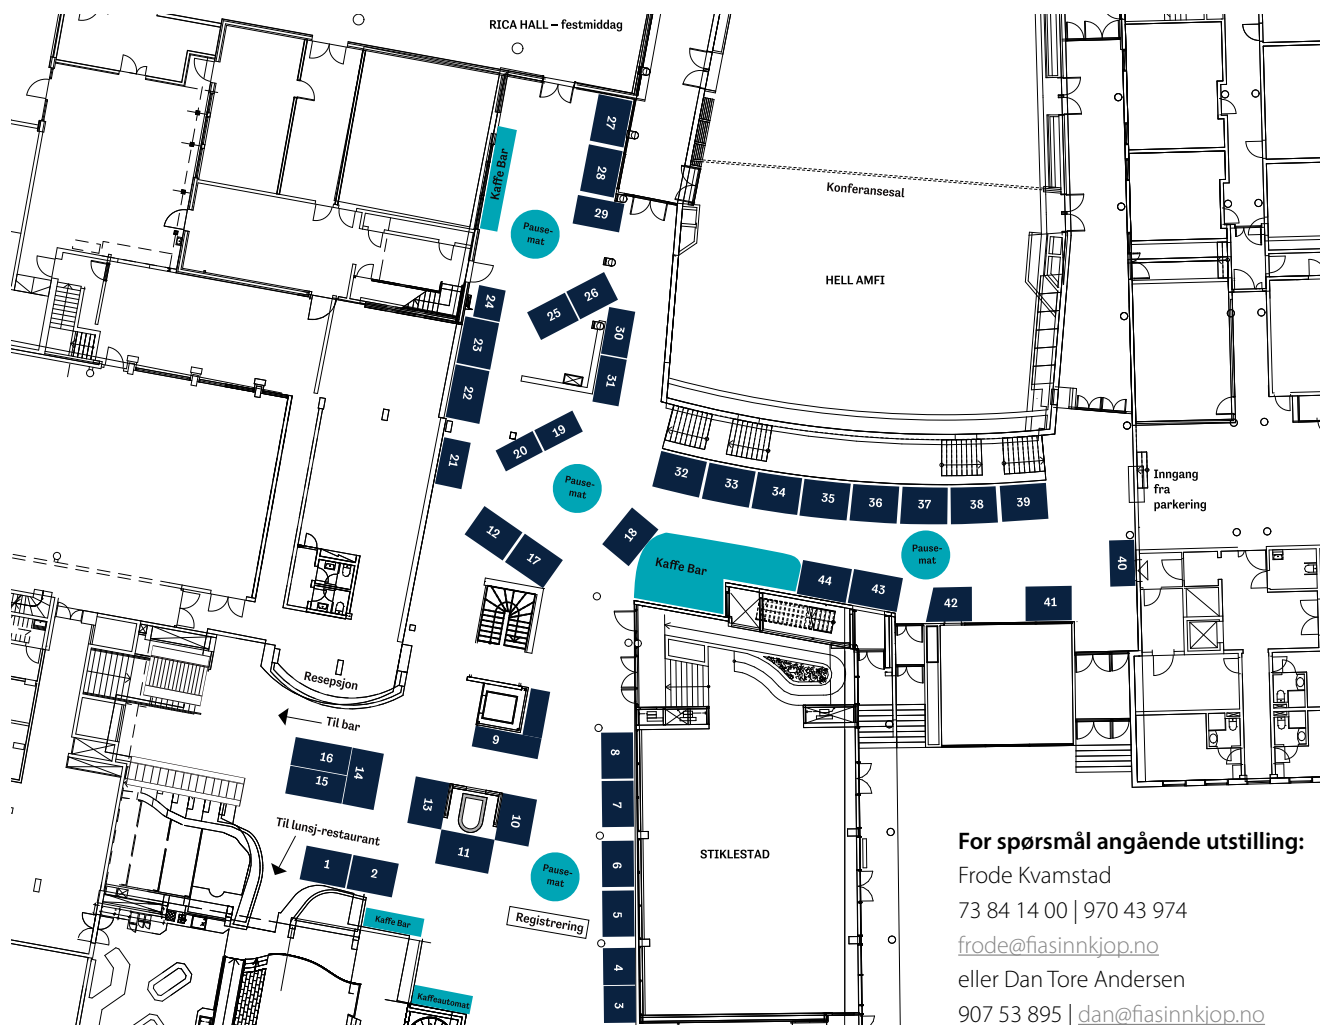 RICA HALL – festmiddag
27
Kaffe Bar
28
Konferansesal
29
Pause-
mat
HELL AMFI
26
24
25
30
23
31
22
19
20
21
32
33
34
35
36
37
38
39
Inngang
fra
parkering
Pause-
mat
12
17
18
Kaffe Bar
Pause-
mat
40
44
43
42
41
Resepsjon
Til bar
9
8
16
14
15
7
13
10
Til lunsj-restaurant
11
6
STIKLESTAD
1
2
Pause-
mat
Kaffe Bar
Registrering
5
4
Kaffeautomat
3
For spørsmål angående utstilling:
Frode Kvamstad
73 84 14 00 | 970 43 974
frode@fiasinnkjop.no
eller Dan Tore Andersen
907 53 895 | dan@fiasinnkjop.no